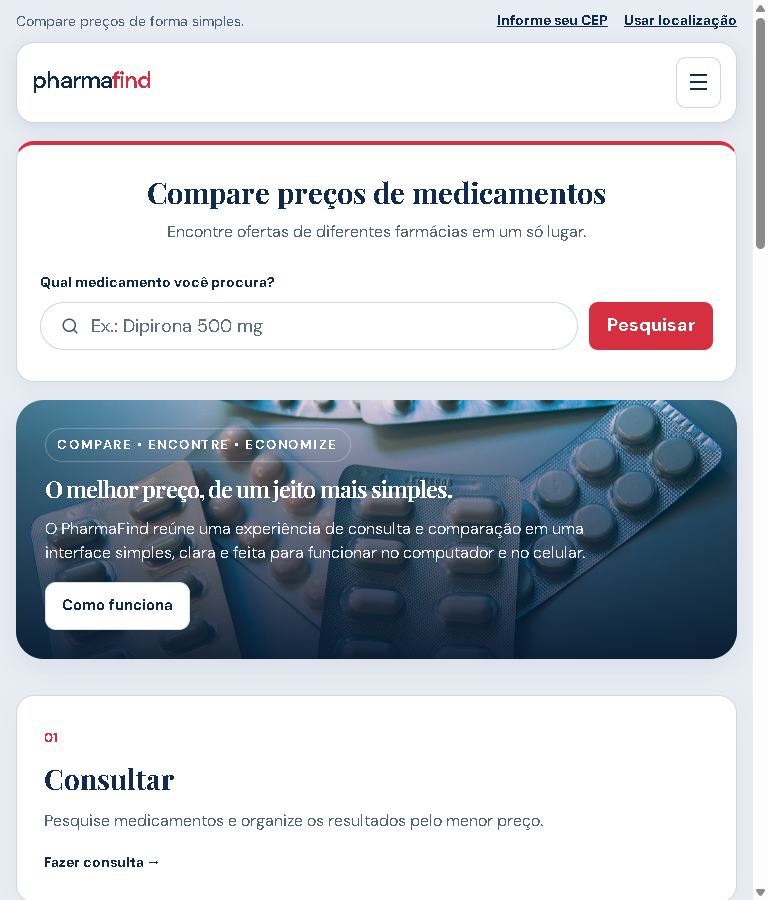 Compare preços de forma simples.
Informe seu CEP Usar localização
pharmafind
Compare preços de medicamentos
Encontre ofertas de diferentes farmácias em um só lugar.
Qual medicamento você procura?
Ex.: Dipirona 500 mg
Pesquisar
COMPARE • ENCONTRE • ECONOMIZE
O melhor preço, de um jeito mais simples.
O PharmaFind reúne uma experiência de consulta e comparação em uma
interface simples, clara e feita para funcionar no computador e no celular.
Como funciona
01
Consultar
Pesquise medicamentos e organize os resultados pelo menor preço.
Fazer consulta →